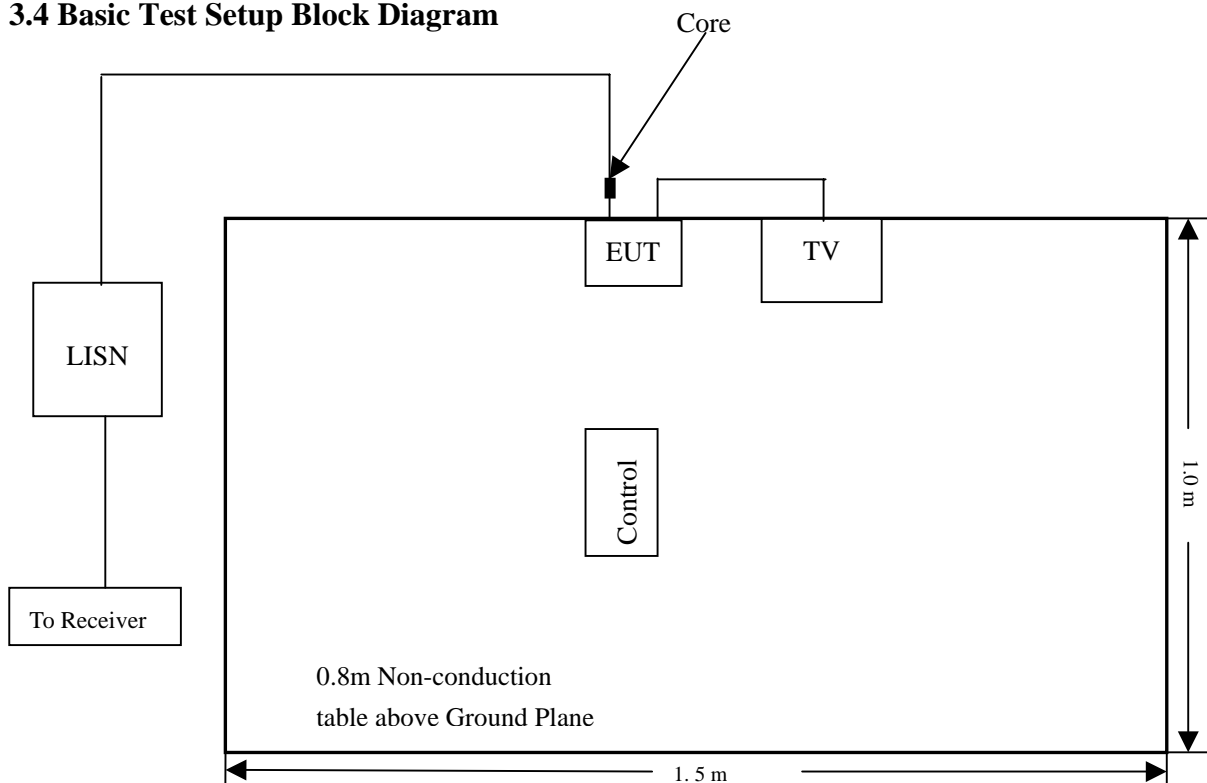 3.4 Basic Test Setup Block Diagram
Core
EUT
TV
LISN
Control
1.0 m
To Receiver
0.8m Non-conduction
table above Ground Plane
1. 5 m